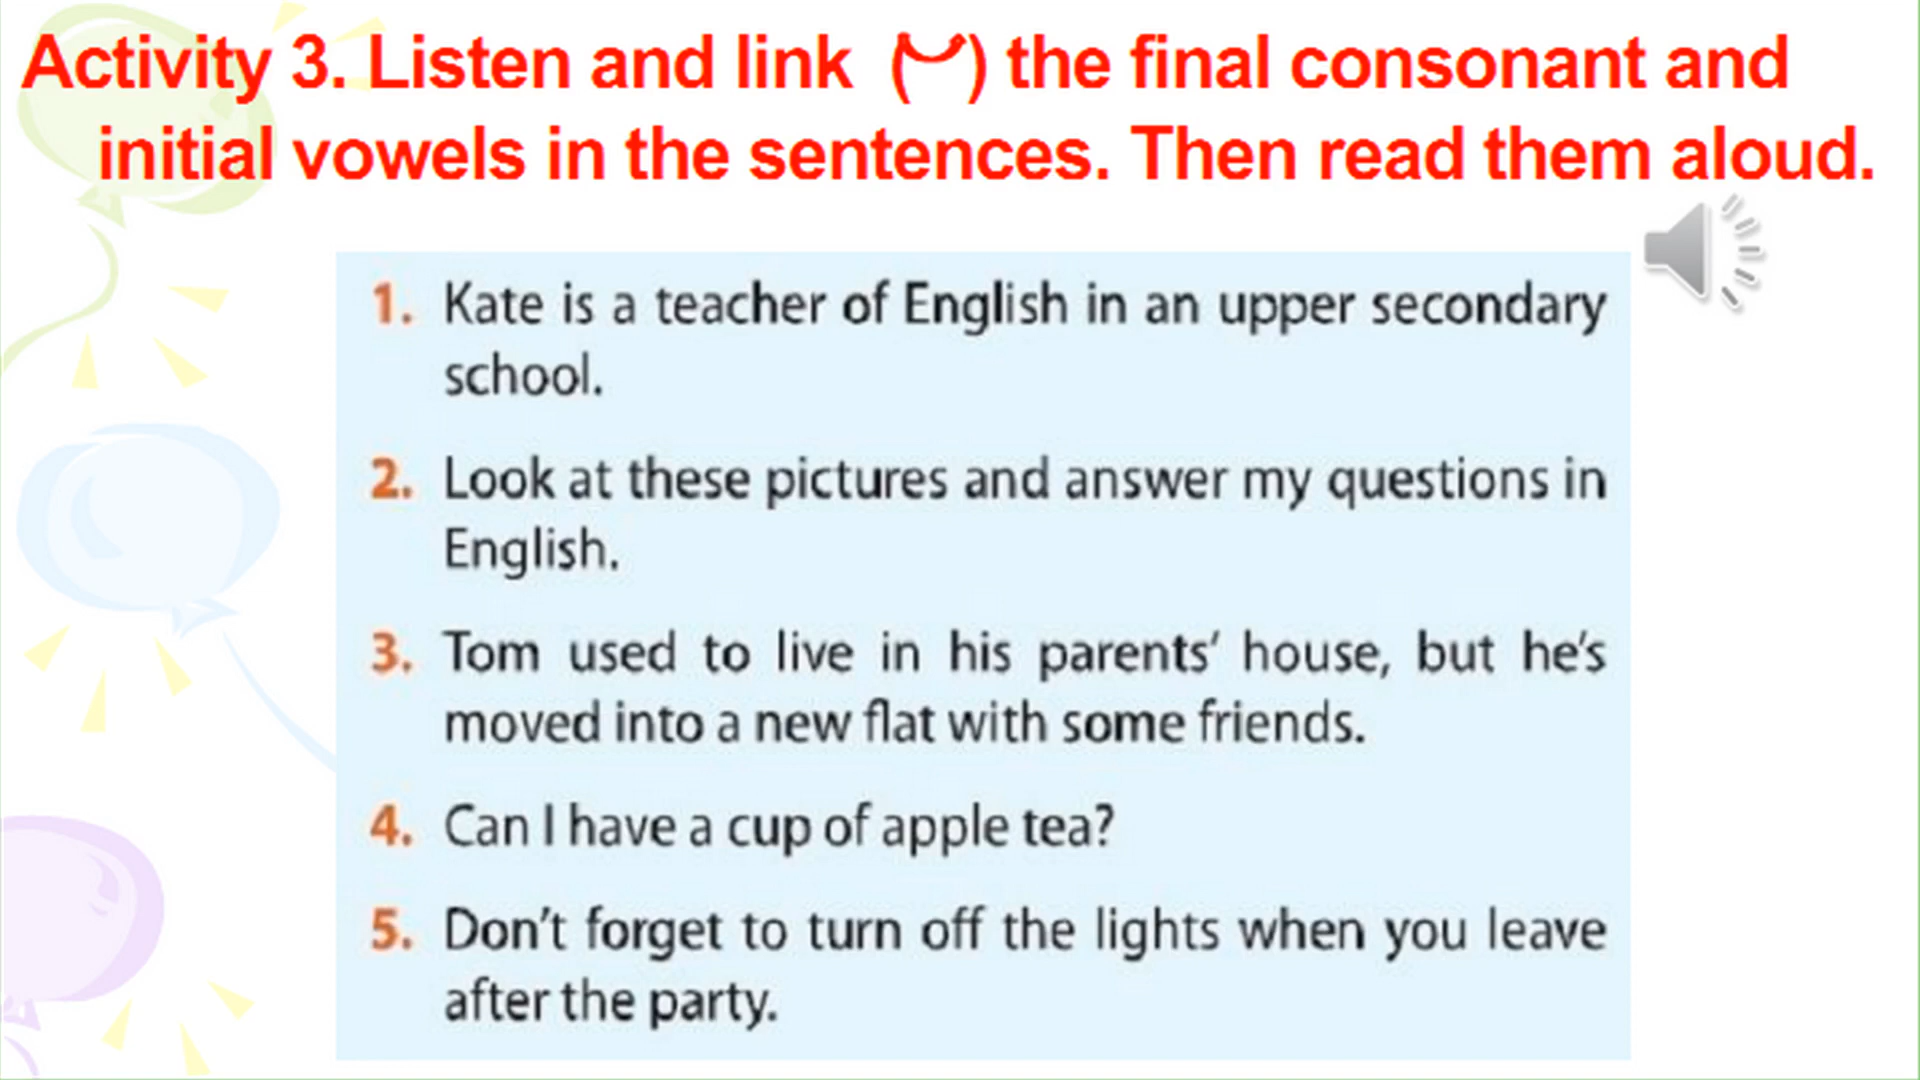 Activity 3. Listen and link (‿) the final consonant and
initial vowels in the sentences. Then read them aloud.
1. Kate is a teacher of English in an upper secondary
school.
2. Look at these pictures and answer my questions in
English.
3. Tom used to live in his parents’ house, but he’s
moved into a new flat with some friends.
4. Can I have a cup of apple tea?
5. Don’t forget to turn off the lights when you leave
after the party.